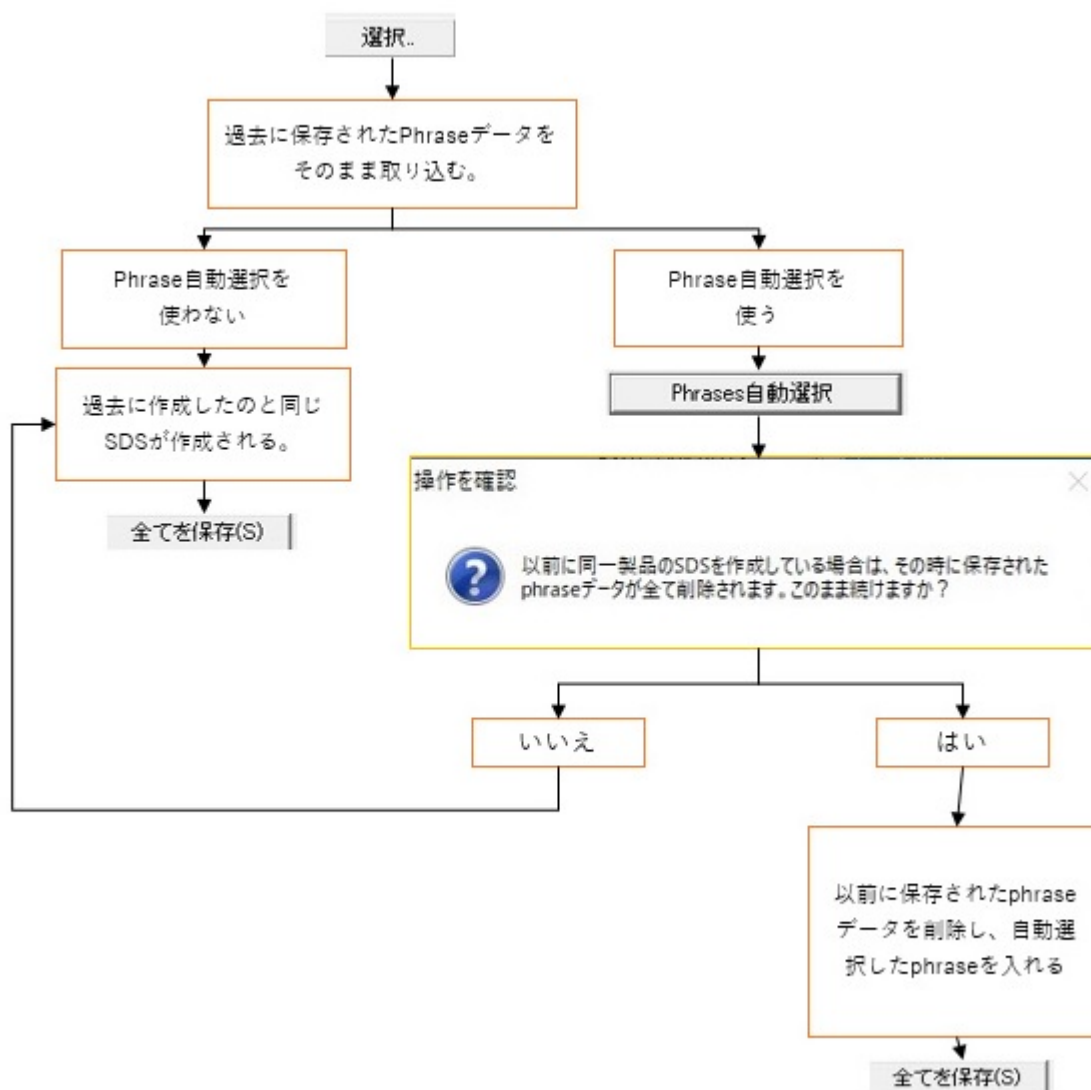 選択..
過去に保存されたPhraseデータを
そのまま取り込む。
Phrase自動選択を
使わない
Phrase自動選択を
使う
過去に作成したのと同じ
SDSが作成される。
Phrases自動選択
全てを保存(S)
操作を確認
以前に同一製品のSDSを作成している場合は、その時に保存された
phraseデータが全て削除されます。このまま続けますか？
いいえ
はい
以前に保存されたphrase
データを削除し、自動選
択したphraseを入れる
全てを保存(S)